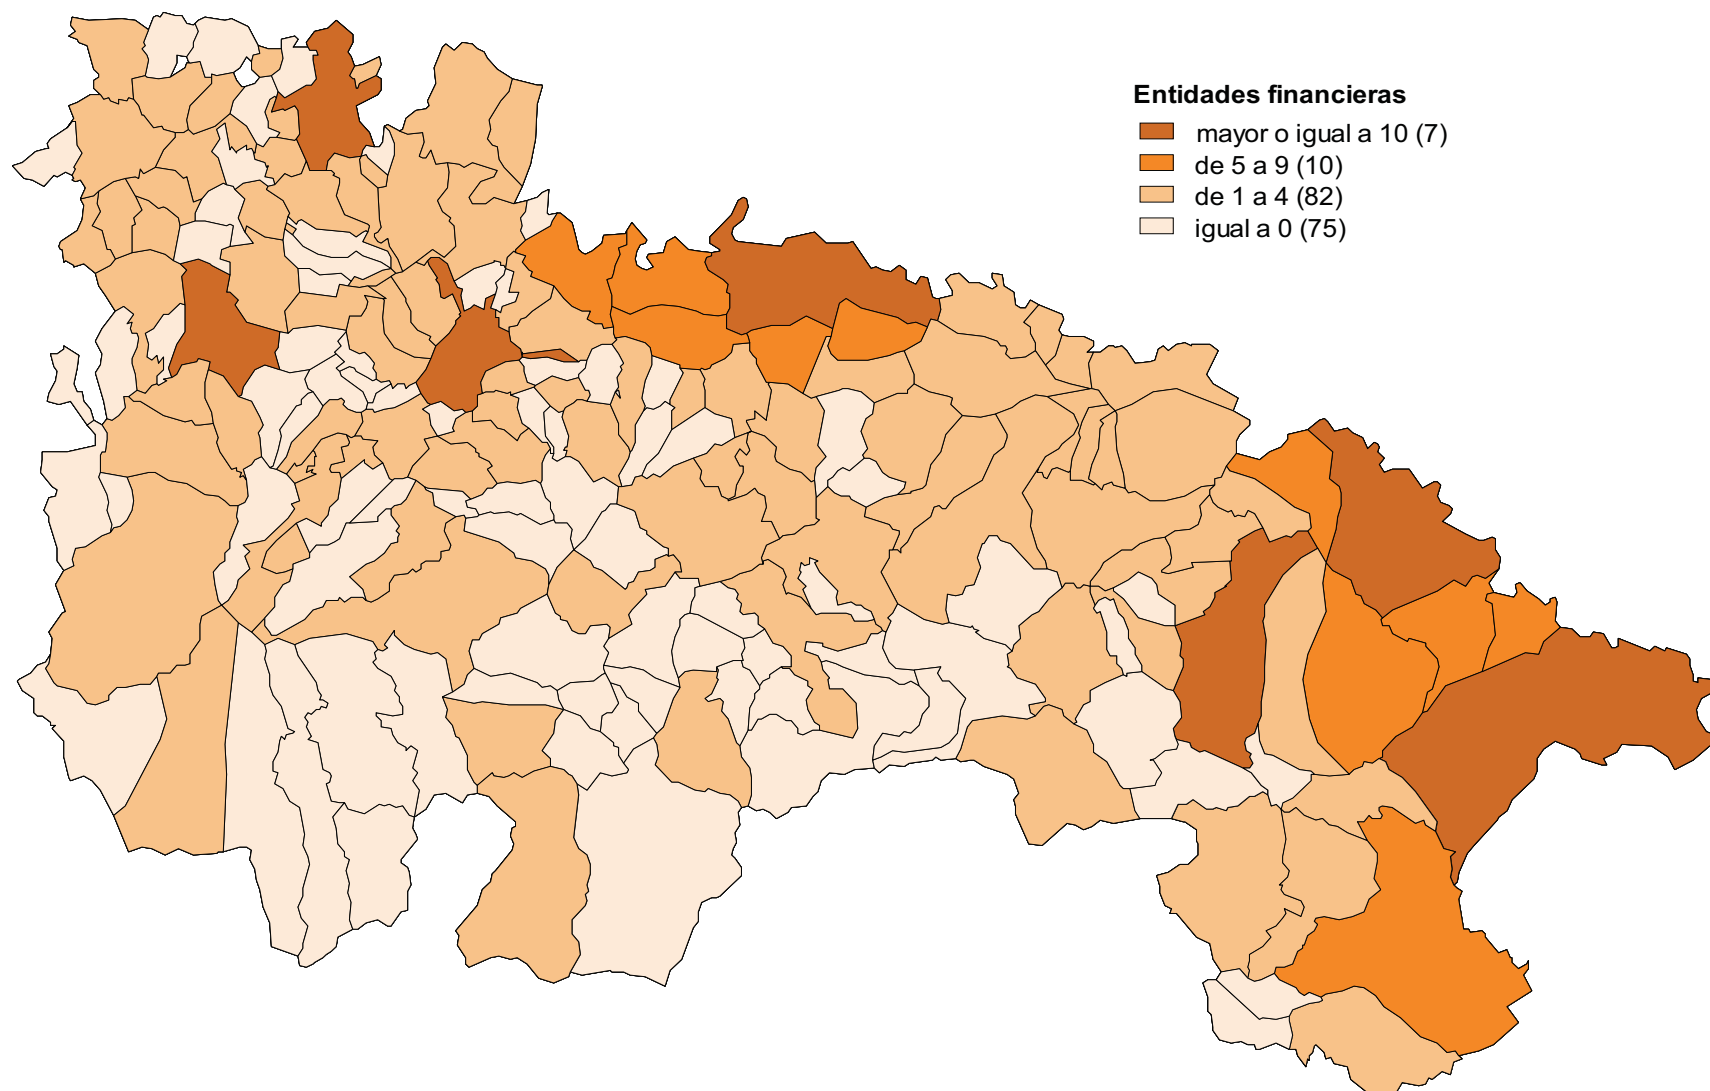 Entidades financieras
mayor o igual a 10 (7)
de 5 a 9 (10)
de 1 a 4 (82)
igual a 0 (75)